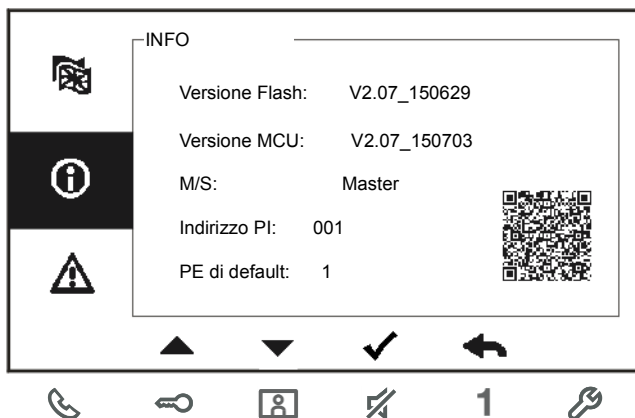 INFO
Versione Flash: V2.07_150629
Versione MCU: V2.07_150703
M/S: Master
Indirizzo PI: 001
PE di default: 1
1